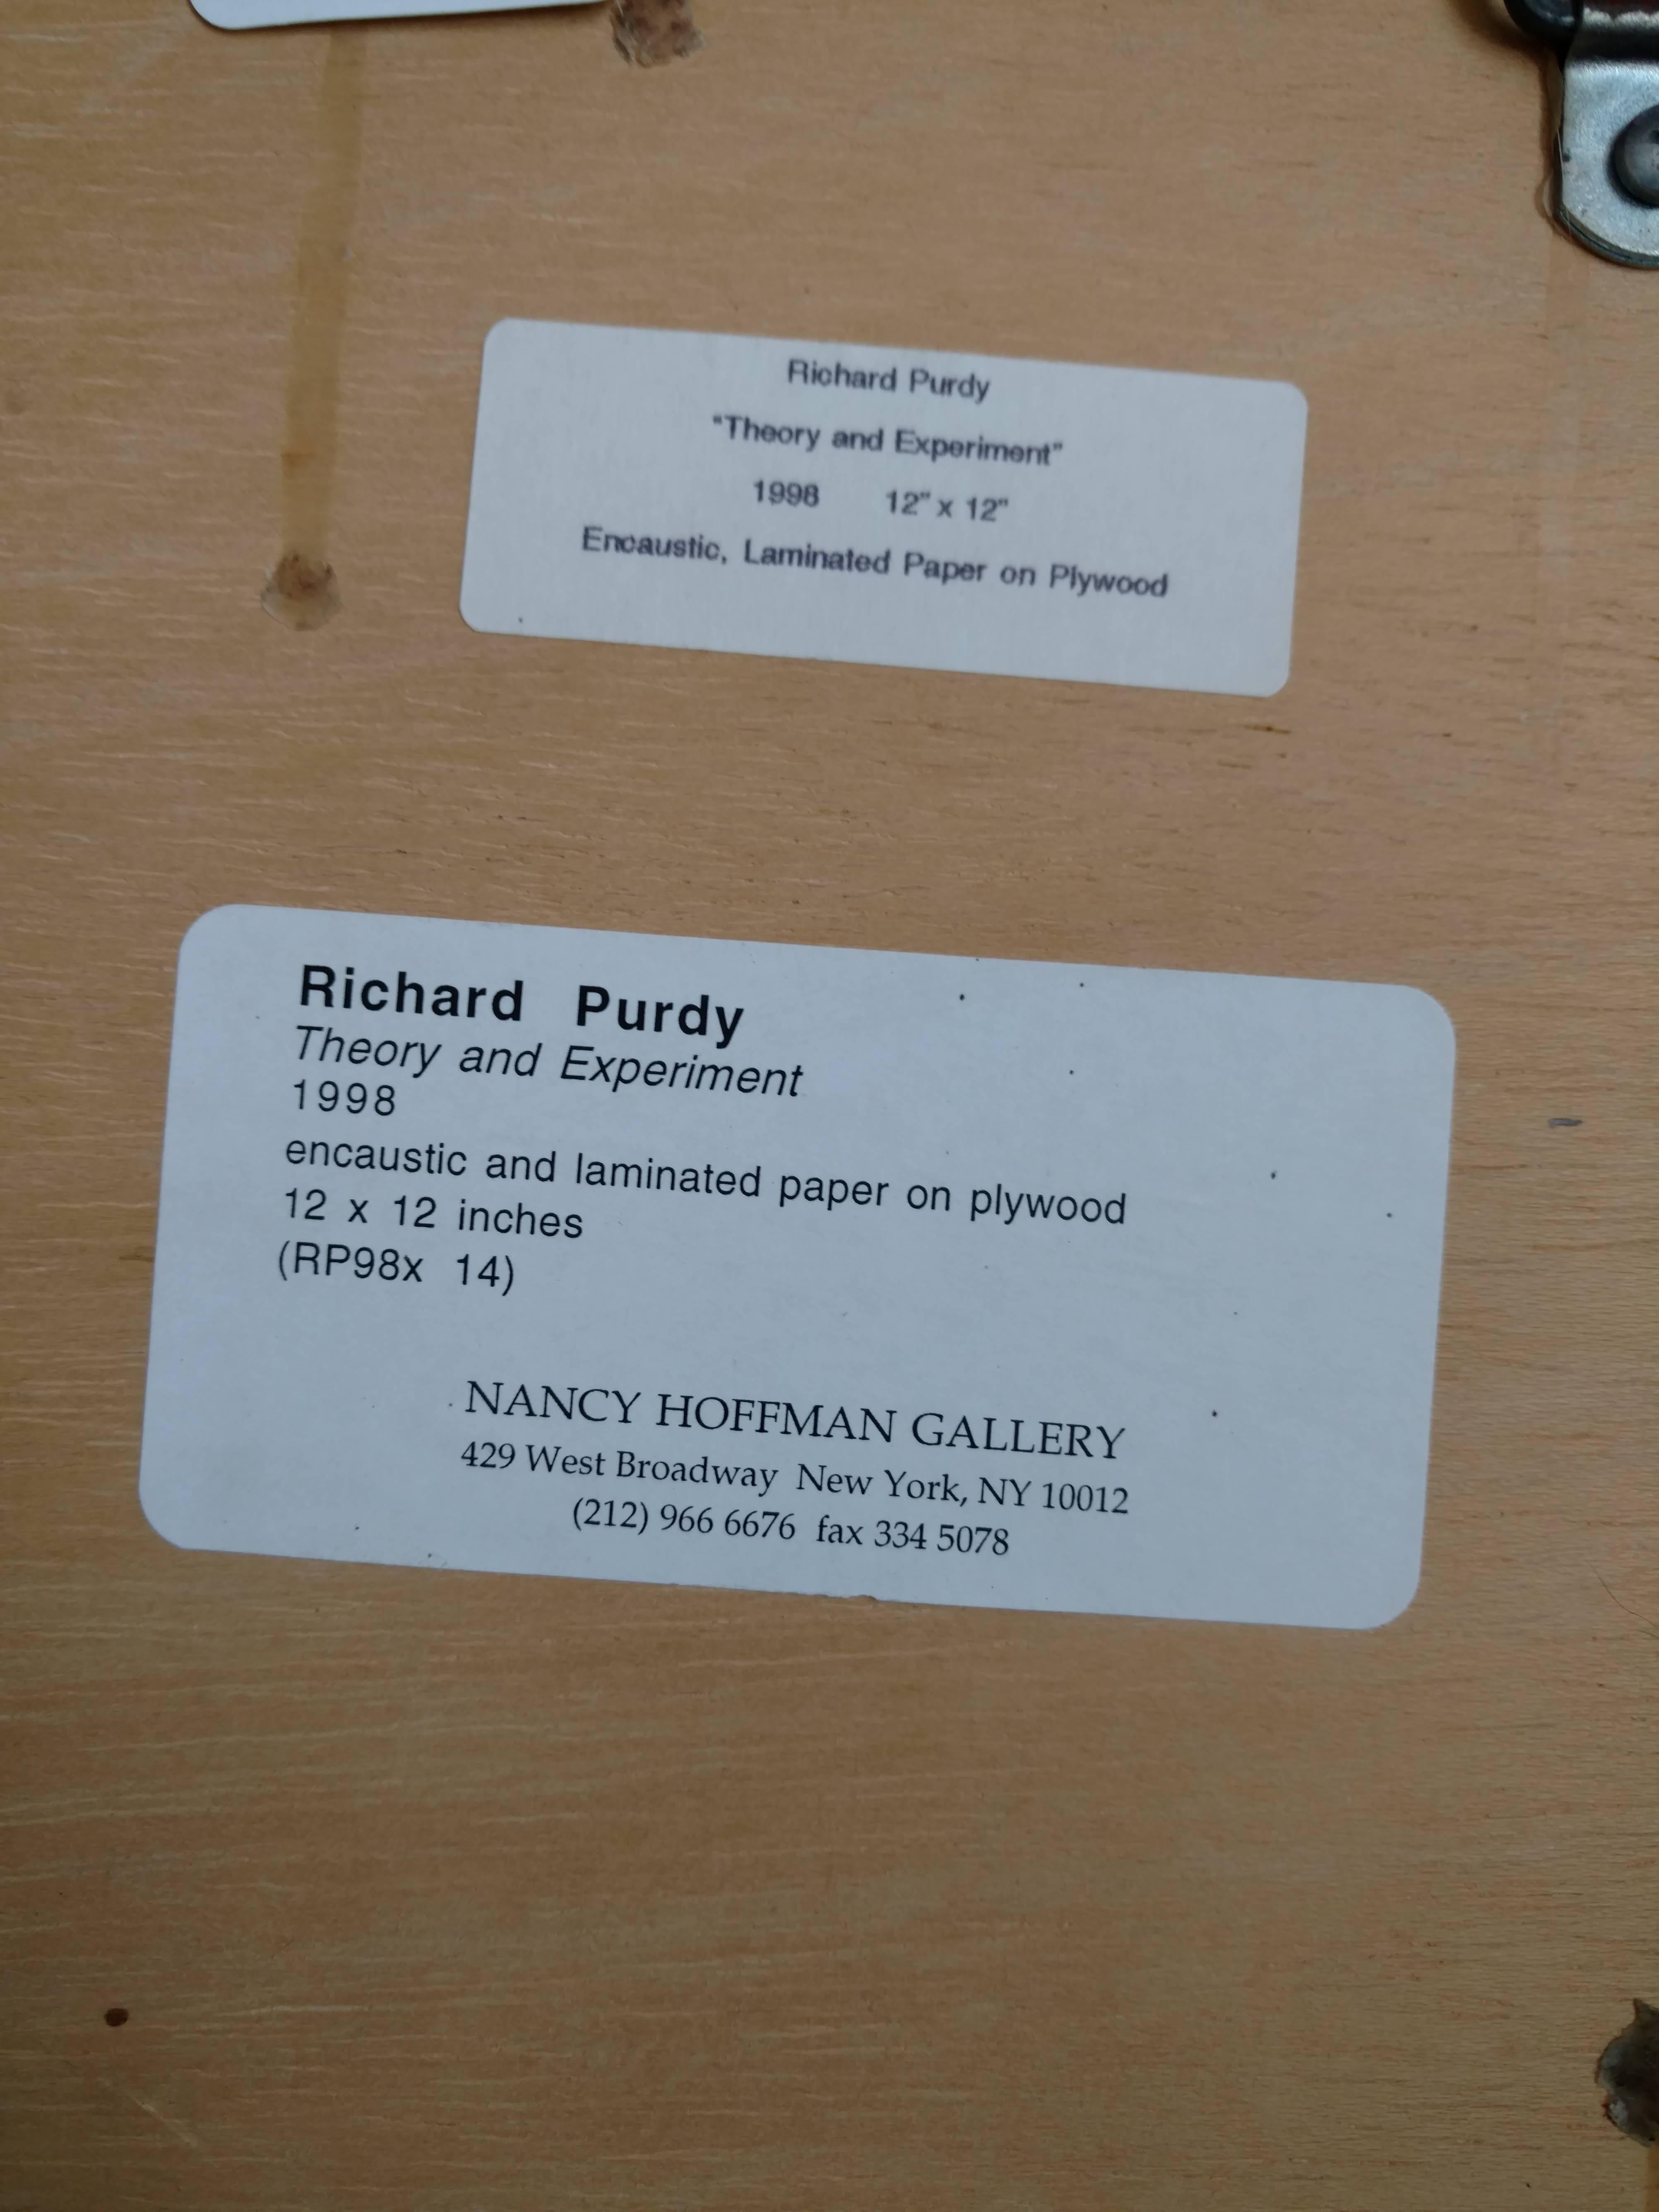 Richard Purdy
"Theory and Experiment"
1998 12" x 12"
Encaustic, Laminated Paper on Plywood
Richard Purdy
Theory and Experiment
1998
encaustic and laminated paper on plywood
12 x 12 inches
(RP98x 14)
NANCY HOFFMAN GALLERY
429 West Broadway New York, NY 10012
(212) 966 6676 fax 334 5078